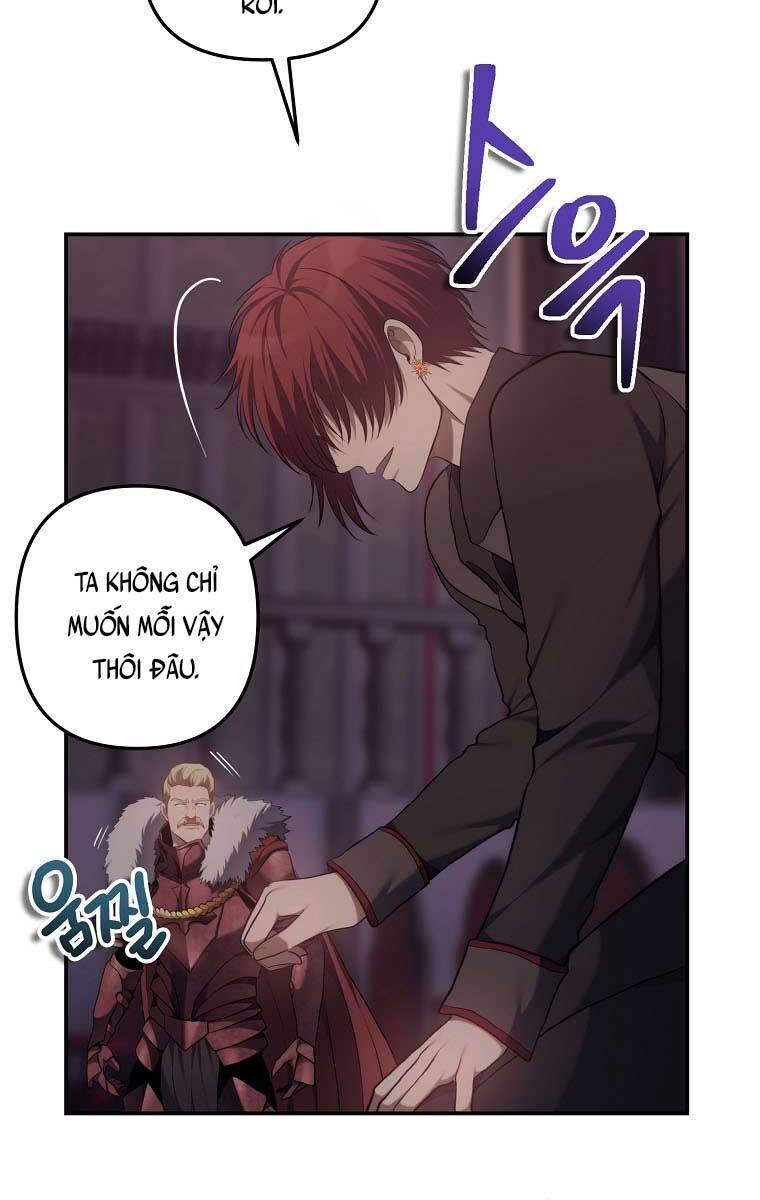 RỒI.
스윽
TA KHÔNG CHỈ
MUỐN MỖI VẬY
THÔI ĐÂU.
움찔